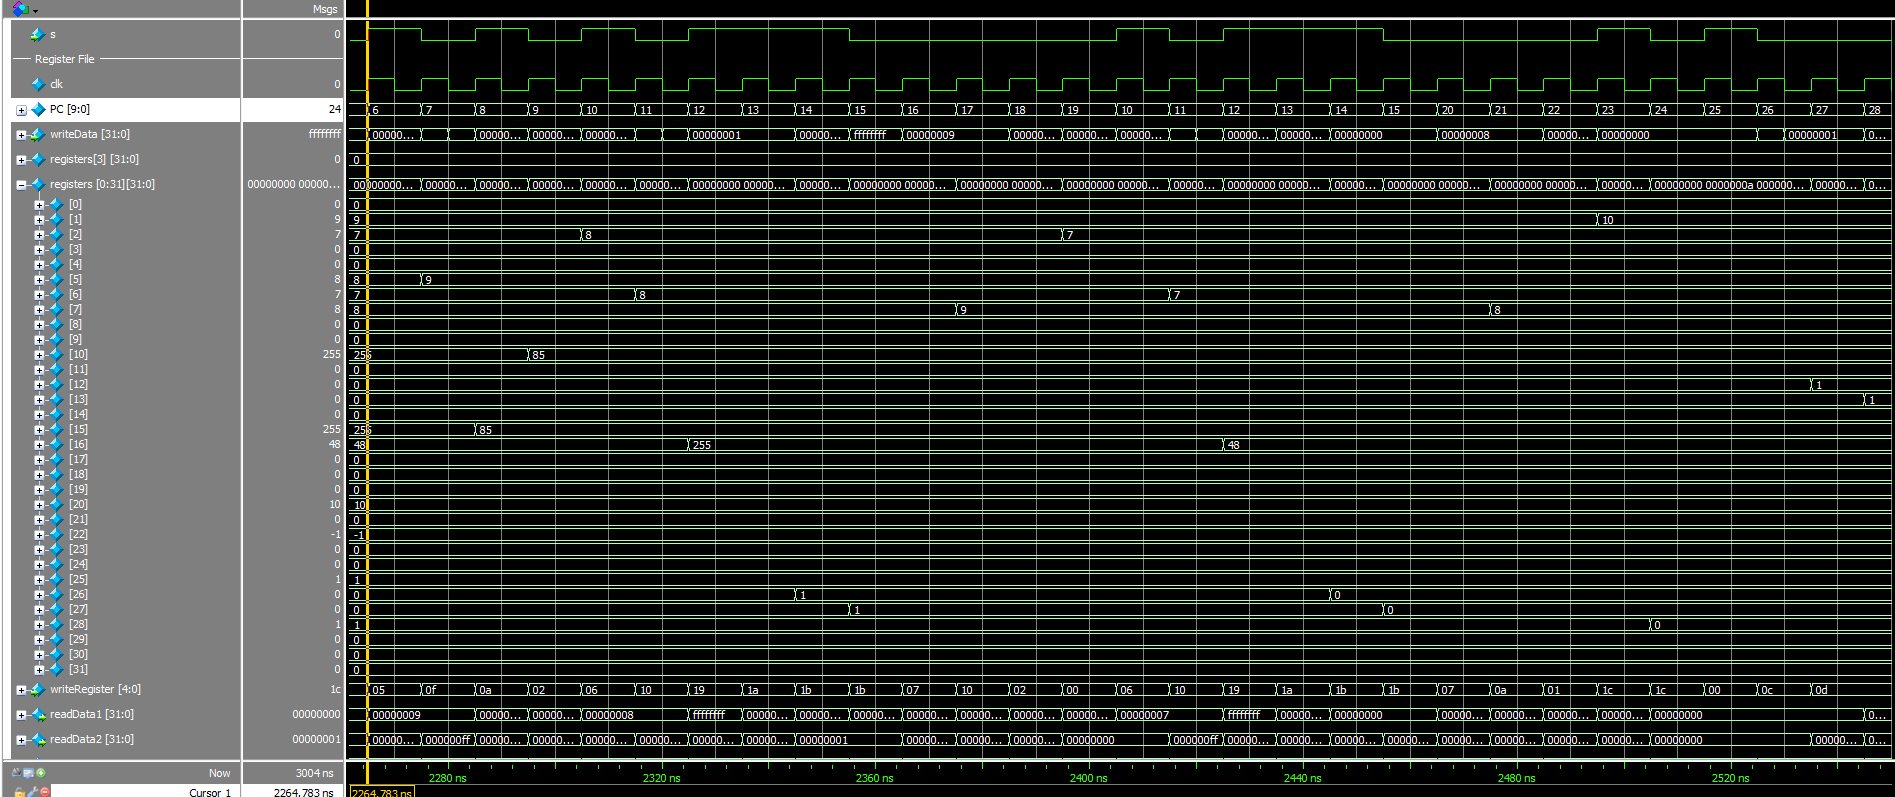 Msgs
s 0
Register File
clk 0
PC [9:0] 24 6 7 8 9 10 11 12 13 14 15 16 17 18 19 10 11 12 13 14 15 20 21 22 23 24 25 26 27 28
writeData [31:0] ffffffff 00000... 00000... 00000... 00000... 00000001 00000... ffffffff 00000009 00000... 00000... 00000... 00000... 00000... 00000000 00000008 00000... 00000000 00000001 0...
registers[3] [31:0] 0 0
registers [0:31][31:0] 00000000 00000... 00000000... 00000... 00000... 00000... 00000... 00000... 00000000 00000... 00000... 00000000 00000... 00000000 00000... 00000000 00000... 00000... 00000000 00000... 00000... 00000000 00000... 00000000 00000... 00000... 00000000 0000000a 000000... 00000... 0...
[0] 0 0
[1] 9 9 10
[2] 7 7 8 7
[3] 0 0
[4] 0 0
[5] 8 8 9
[6] 7 7 8 7
[7] 8 8 9 8
[8] 0 0
[9] 0 0
[10] 255 255 85
[11] 0 0
[12] 0 0 1
[13] 0 0 1
[14] 0 0
[15] 255 255 85
[16] 48 48 255 48
[17] 0 0
[18] 0 0
[19] 0 0
[20] 10 10
[21] 0 0
[22] -1 -1
[23] 0 0
[24] 0 0
[25] 1 1
[26] 0 0 1 0
[27] 0 0 1 0
[28] 1 1 0
[29] 0 0
[30] 0 0
[31] 0 0
writeRegister [4:0] 1c 05 0f 0a 02 06 10 19 1a 1b 1b 07 10 02 00 06 10 19 1a 1b 1b 07 0a 01 1c 1c 00 0c 0d
readData1 [31:0] 00000000 00000009 00000... 00000... 00000008 ffffffff 00000... 00000... 00000... 00000... 00000... 00000... 00000... 00000007 ffffffff 00000... 00000000 00000... 00000... 00000... 00000... 00000000 0...
readData2 [31:0] 00000001 00000... 000000ff 00000... 00000... 00000... 00000... 00000... 00000... 00000001 00000... 00000... 00000... 00000000 000000ff 00000... 00000... 00000... 00000... 00000... 00000... 00000... 00000... 00000000 00000... 0...
Now 3004 ns 2280 ns 2320 ns 2360 ns 2400 ns 2440 ns 2480 ns 2520 ns
Cursor 1 2264.783 ns 2264.783 ns